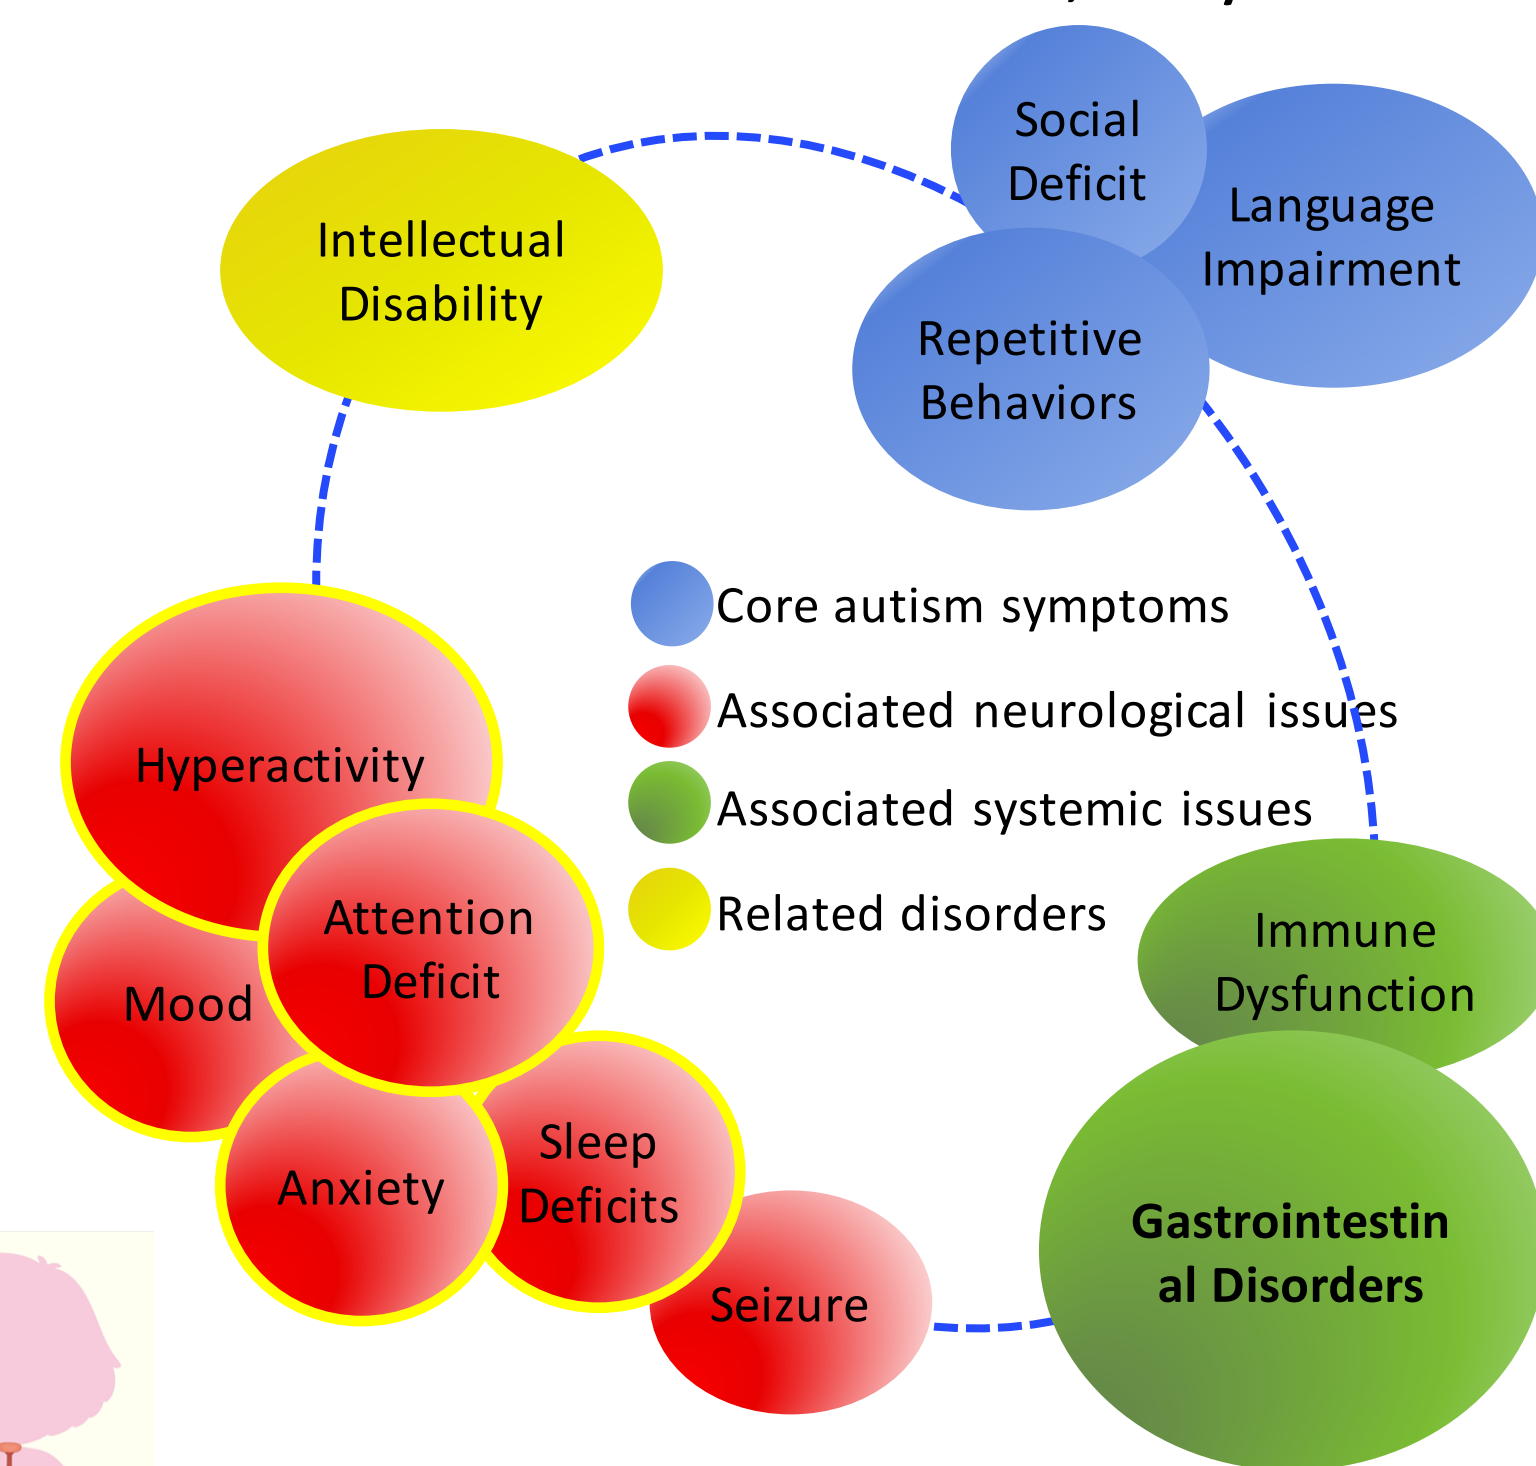 Social
Deficit
Language
Impairment
Intellectual
Disability
Repetitive
Behaviors
Core autism symptoms
Associated neurological issues
Associated systemic issues
Related disorders
Hyperactivity
Attention
Deficit
Mood
Anxiety
Sleep
Deficits
Seizure
Immune
Dysfunction
Gastrointestin
al Disorders